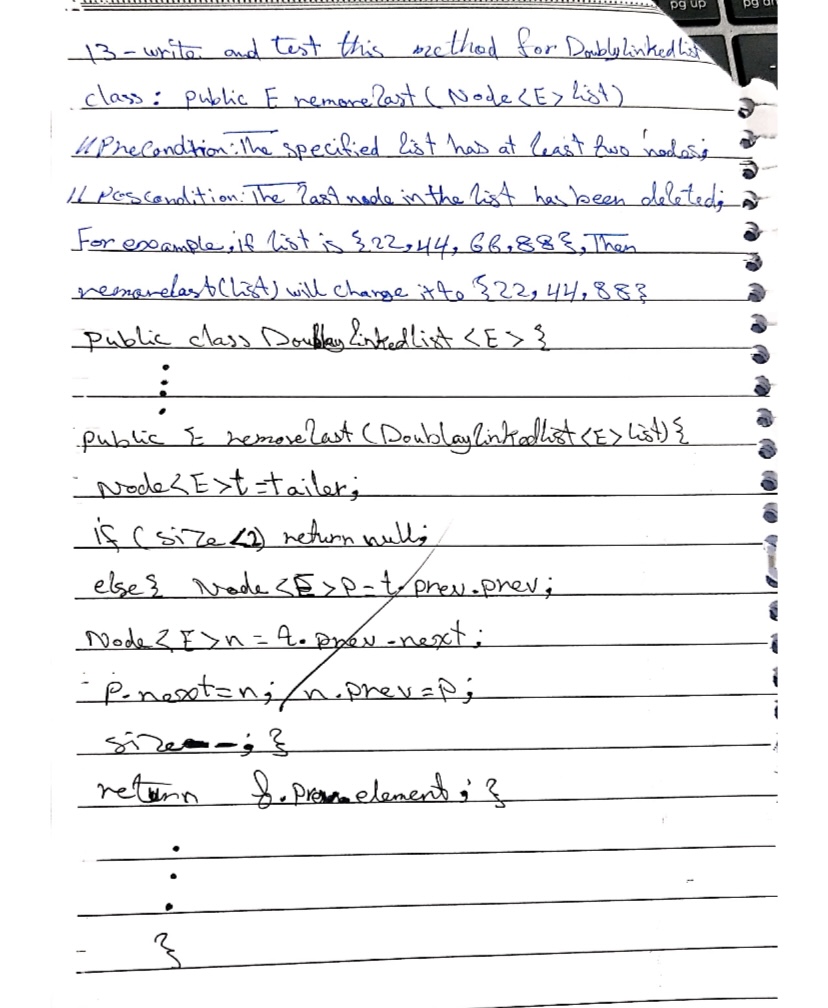 pg up
13- write and test this method for Doublylinkedlist
class: public E removelast (Node<E> list)
//Precondition: The specified list has at least two nodes;
// Poscondition: The last node in the list has been deleted;
For example, if list is {22, 44, 66, 88}, Then
removelast(list) will change it to {22, 44, 88}
public class Doublaylinkedlist <E> {
public E removelast (Doublaylinkedlist<E> list) {
Node<E>t=tailer;
if (size <2) return null;
else{ Node <E>p=t.prev.prev;
Node<E>n = t.prev.next;
p.next=n; n.prev=p;
size--; }
return element; }
}